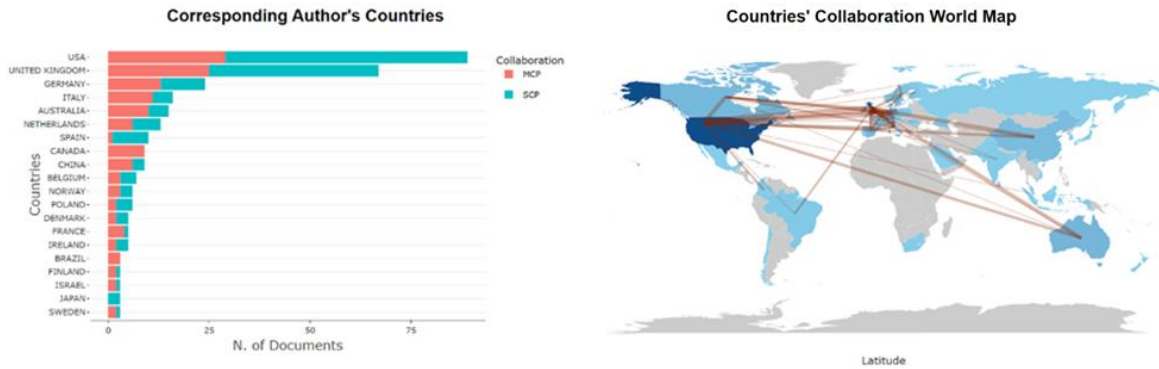 Corresponding Author's Countries
Collaboration
MCP
SCP
Countries
USA
UNITED KINGDOM
GERMANY
ITALY
AUSTRALIA
NETHERLANDS
SPAIN
CANADA
CHINA
BELGIUM
NORWAY
POLAND
DENMARK
FRANCE
IRELAND
BRAZIL
FINLAND
ISRAEL
JAPAN
SWEDEN
0 25 50 75
N. of Documents
Countries' Collaboration World Map
Latitude